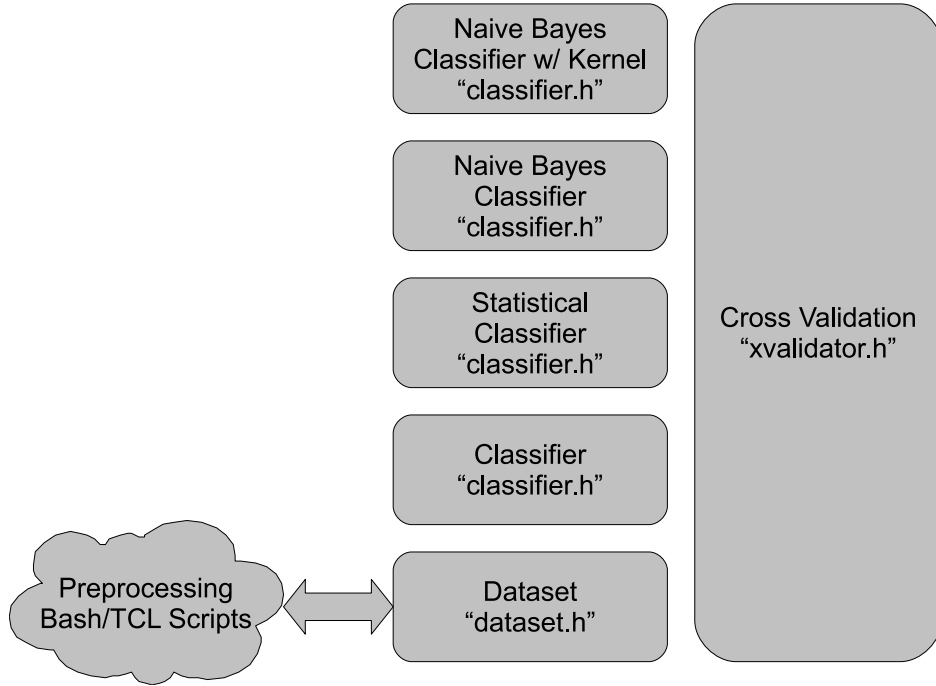 Naive Bayes
Classifier w/ Kernel
“classifier.h”
Naive Bayes
Classifier
“classifier.h”
Statistical
Classifier
“classifier.h”
Classifier
“classifier.h”
Dataset
“dataset.h”
Cross Validation
“xvalidator.h”
Preprocessing
Bash/TCL Scripts